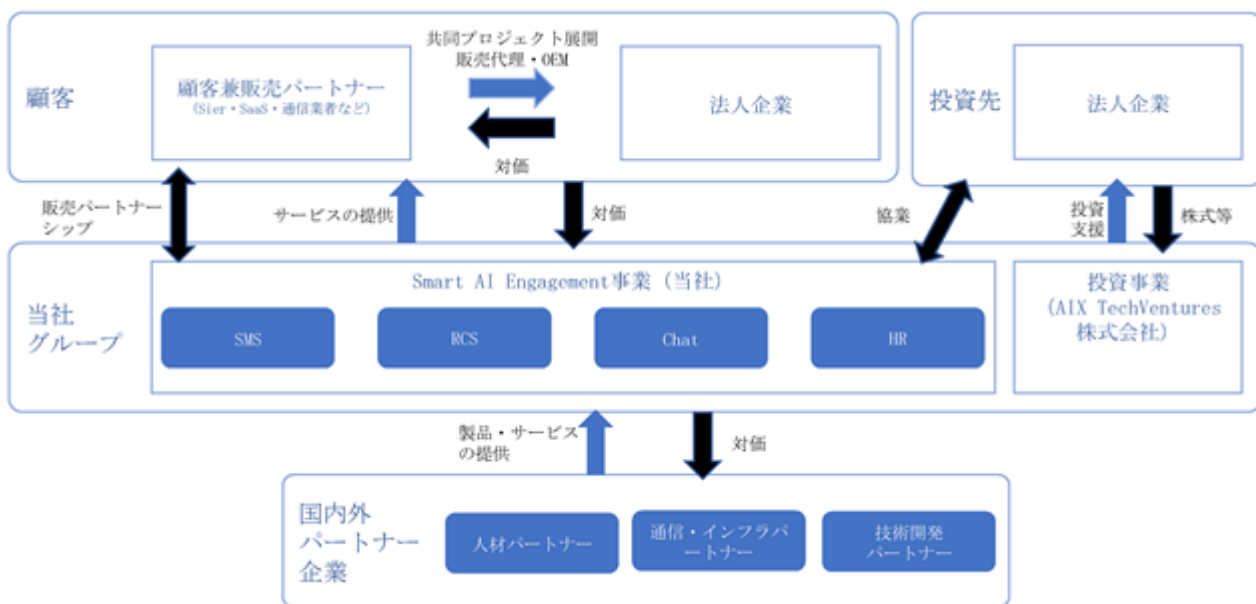 共同プロジェクト展開
販売代理・OEM
顧客
顧客兼販売パートナー
(Sier・SaaS・通信業者など)
法人企業
対価
投資先
法人企業
販売パートナー
シップ
サービスの提供
対価
協業
投資
支援
株式等
当社
グループ
Smart AI Engagement事業 (当社)
SMS
RCS
Chat
HR
投資事業
(AIX TechVentures
株式会社)
製品・サービス
の提供
対価
国内外
パートナー
企業
人材パートナー
通信・インフラパ
ートナー
技術開発
パートナー